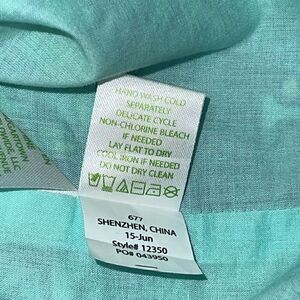 HAND WASH COLD
SEPARATELY
DELICATE CYCLE
NON-CHLORINE BLEACH
IF NEEDED
LAY FLAT TO DRY
COOL IRON IF NEEDED
DO NOT DRY CLEAN
677
SHENZHEN, CHINA
15-Jun
Style# 12350
PO# 043950